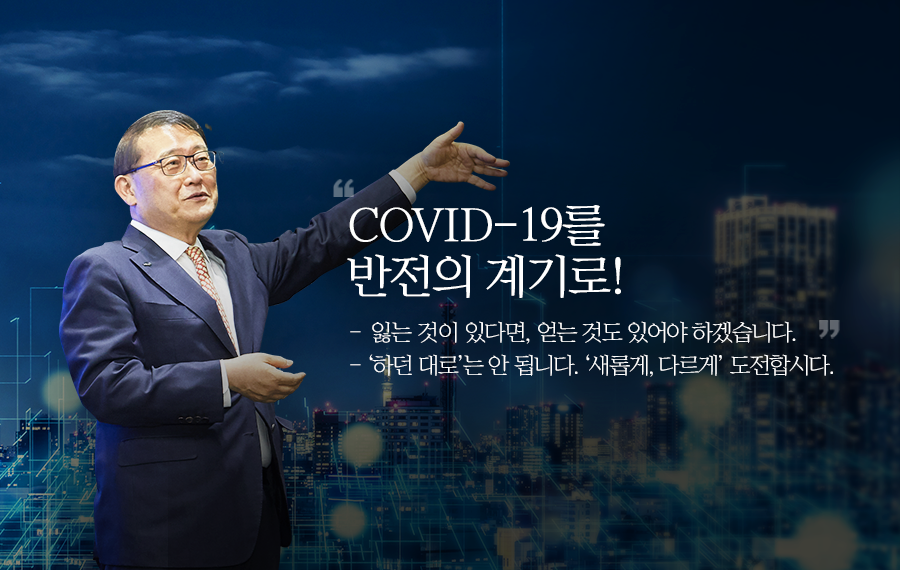 “
COVID-19를
반전의 계기로!
- 잃는 것이 있다면, 얻는 것도 있어야 하겠습니다. ”
- ‘하던 대로’는 안 됩니다. ‘새롭게, 다르게’ 도전합시다.